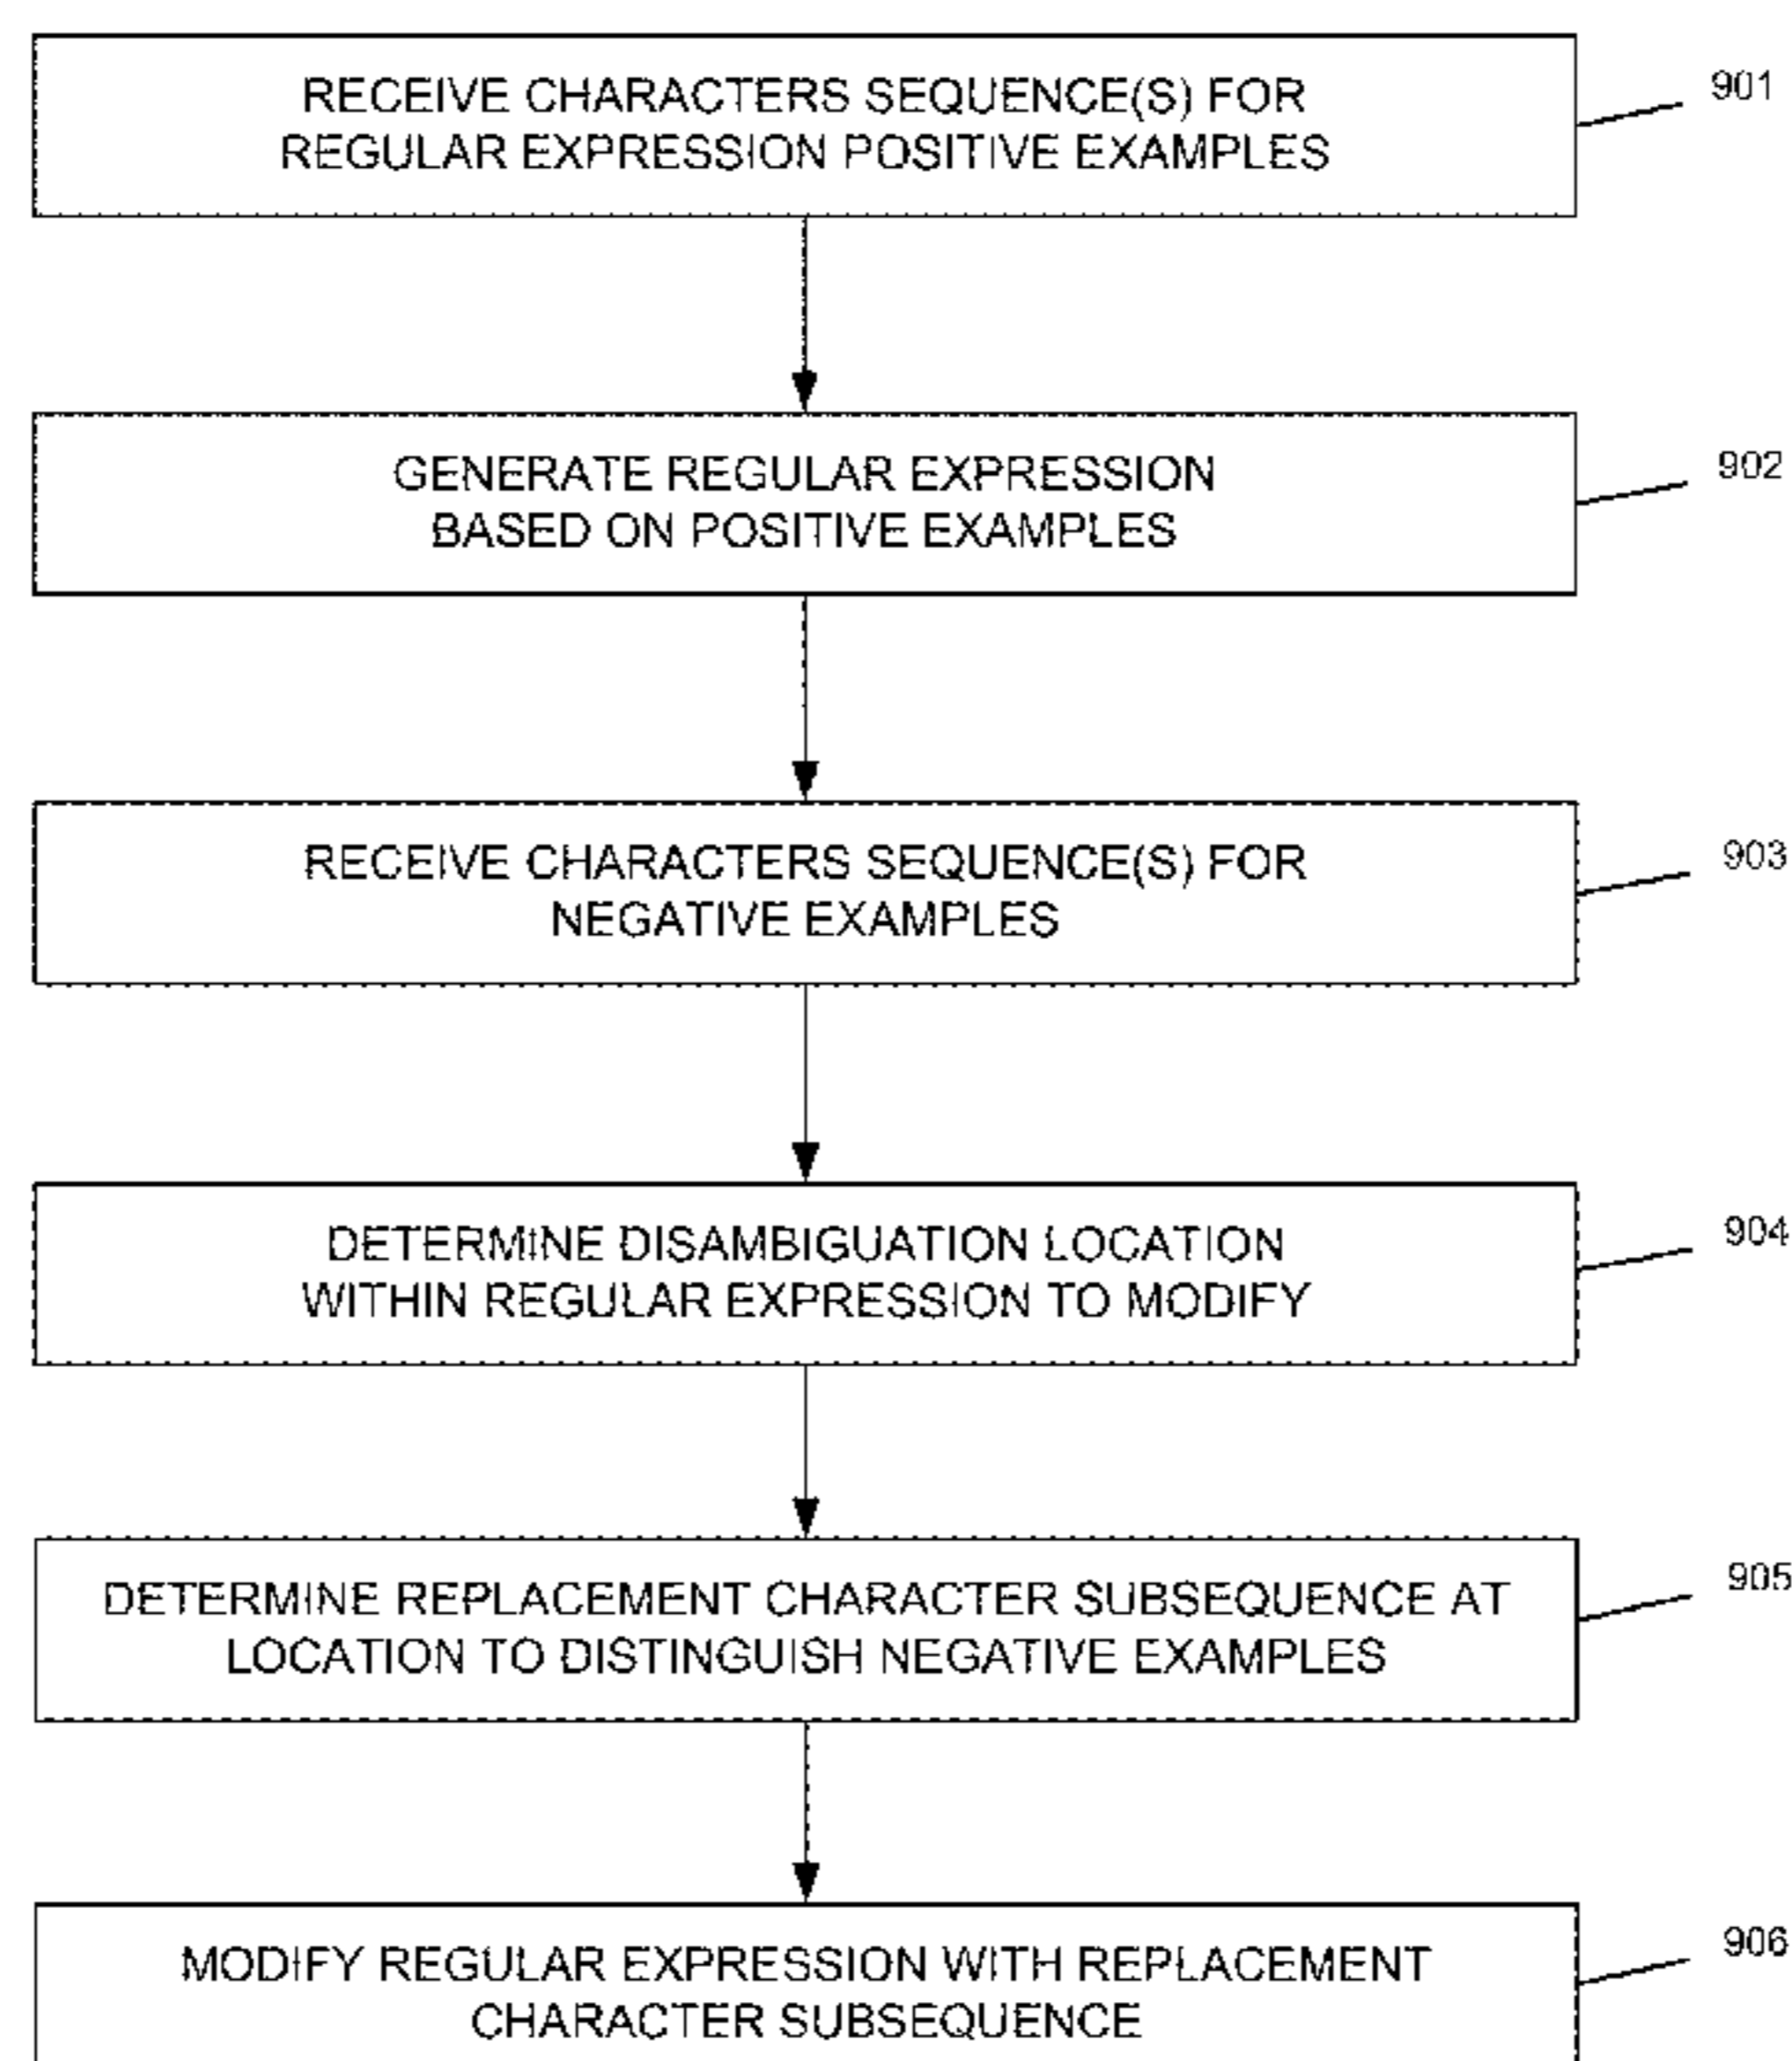 RECEIVE CHARACTERS SEQUENCE(S) FOR
REGULAR EXPRESSION POSITIVE EXAMPLES
901
GENERATE REGULAR EXPRESSION
BASED ON POSITIVE EXAMPLES
902
RECEIVE CHARACTERS SEQUENCE(S) FOR
NEGATIVE EXAMPLES
903
DETERMINE DISAMBIGUATION LOCATION
WITHIN REGULAR EXPRESSION TO MODIFY
904
DETERMINE REPLACEMENT CHARACTER SUBSEQUENCE AT
LOCATION TO DISTINGUISH NEGATIVE EXAMPLES
905
MODIFY REGULAR EXPRESSION WITH REPLACEMENT
CHARACTER SUBSEQUENCE
906